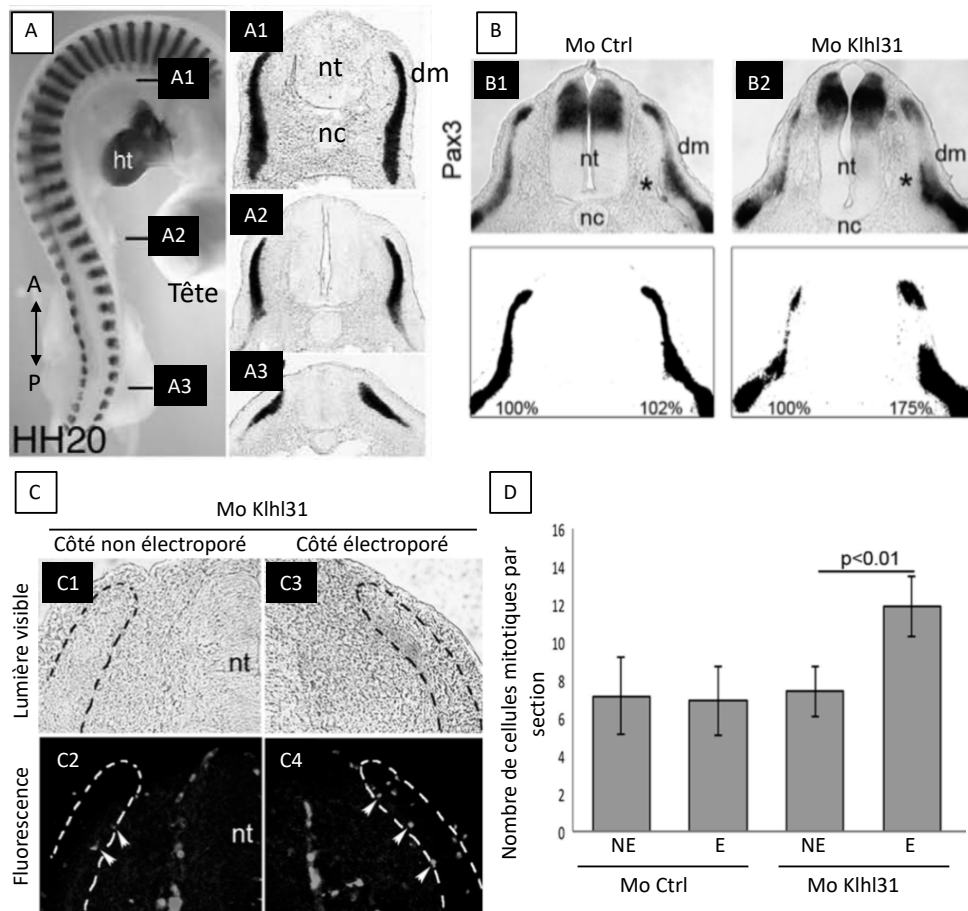 A
A1
ht
A2
Tête
A
P
A3
HH20
A1
nt
dm
nc
A2
A3
B
Mo Ctrl
Mo Klhl31
Pax3
B1
nt
dm
*
nc
B2
nt
dm
*
nc
100%
102%
100%
175%
C
Mo Klhl31
Côté non électroporé
Côté électroporé
Lumière visible
C1
nt
C3
Fluorescence
C2
nt
C4
D
Nombre de cellules mitotiques par
section
16
14
12
10
8
6
4
2
0
p<0.01
NE
E
NE
E
Mo Ctrl
Mo Klhl31